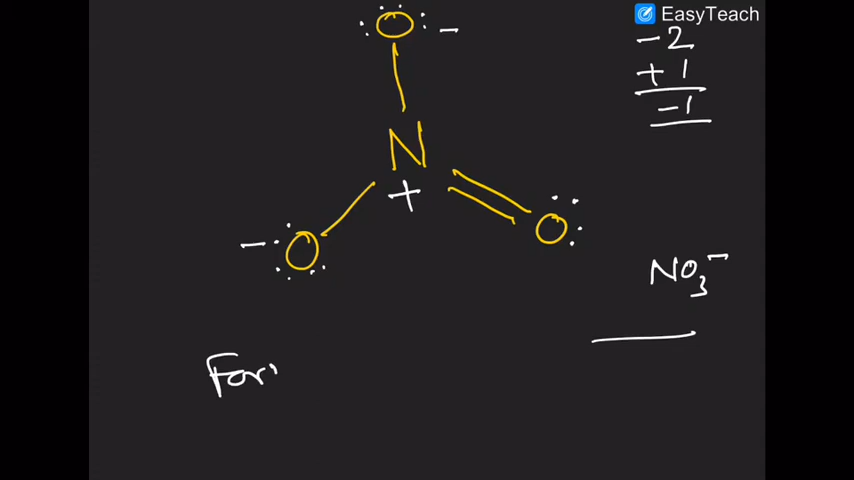 EasyTeach
-2
+1
-1
O -
N
+
- O
O
NO₃⁻
For